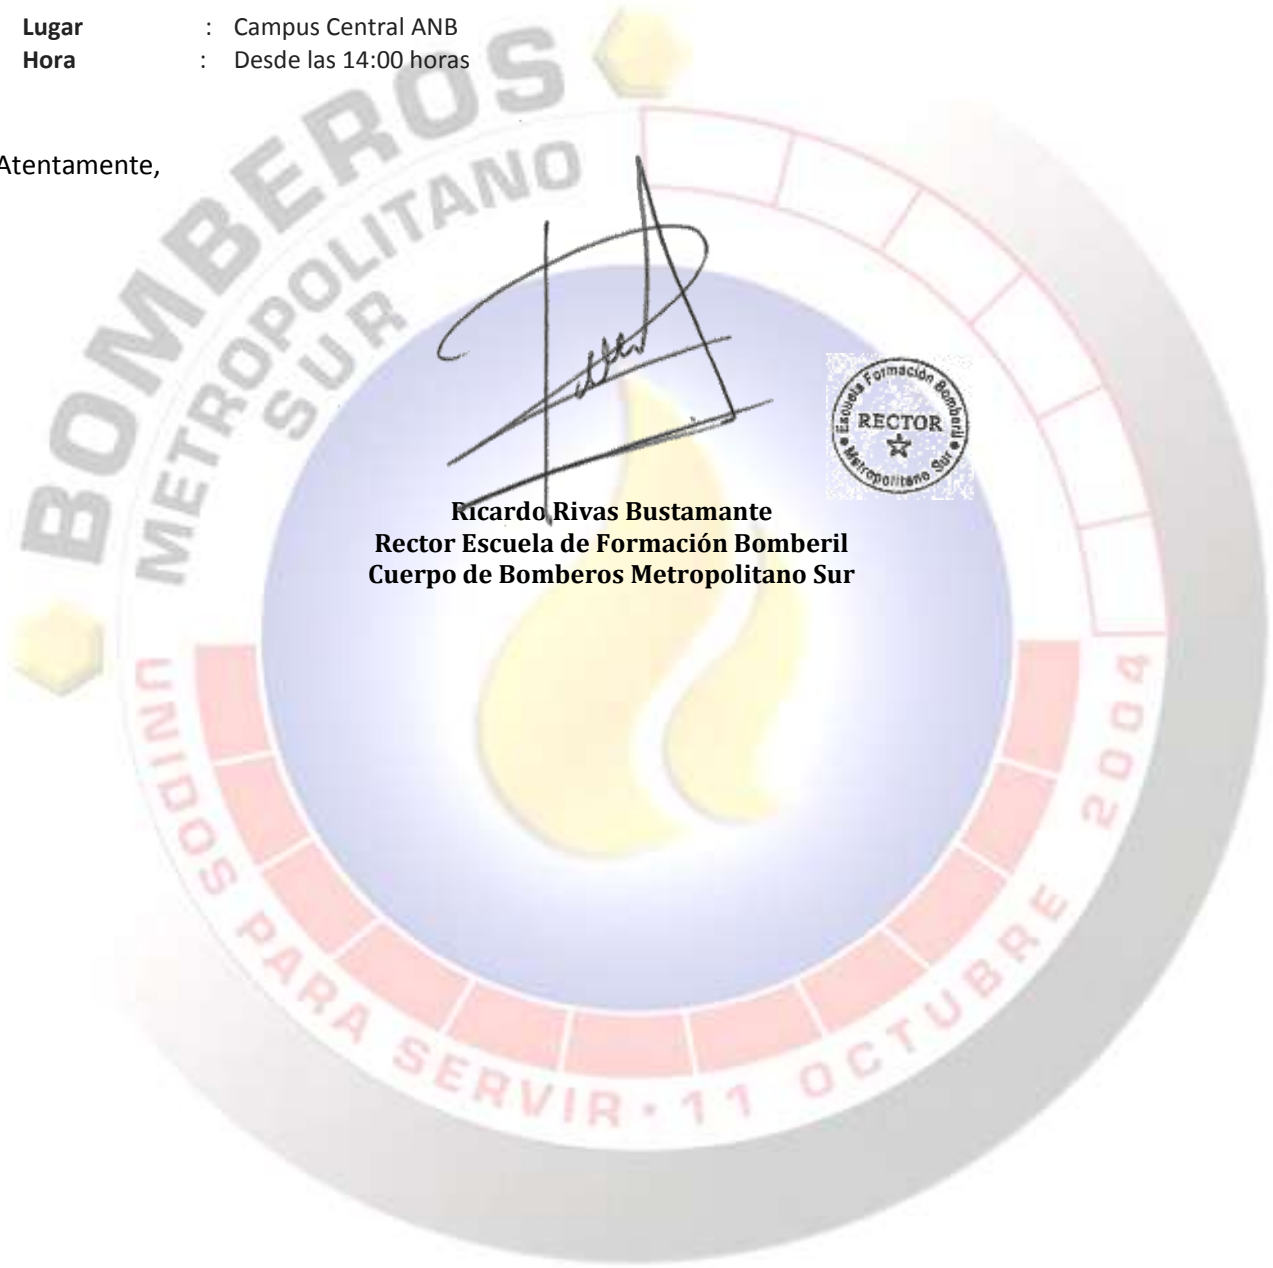 Lugar : Campus Central ANB
Hora : Desde las 14:00 horas
Atentamente,
BOMBEROS
METROPOLITANO
SUR
Escuela Formación Bomberil
RECTOR
Metropolitano Sur
Ricardo Rivas Bustamante
Rector Escuela de Formación Bomberil
Cuerpo de Bomberos Metropolitano Sur
UNIDOS PARA SERVIR · 11 OCTUBRE 2004